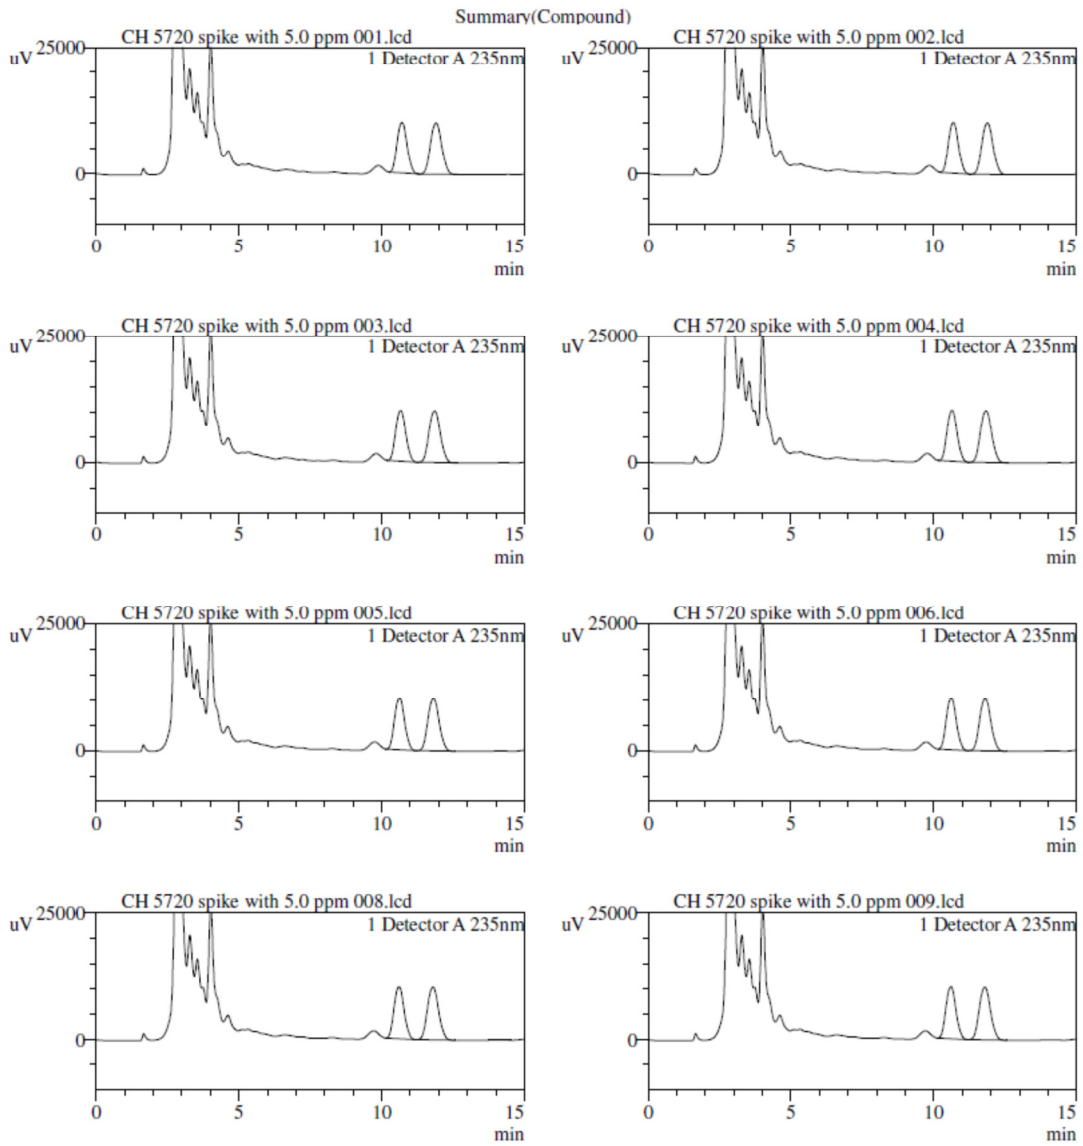 Summary(Compound)
CH 5720 spike with 5.0 ppm 001.lcd
uV 25000
1 Detector A 235nm
0
0 5 10 15
min
CH 5720 spike with 5.0 ppm 002.lcd
uV 25000
1 Detector A 235nm
0
0 5 10 15
min
CH 5720 spike with 5.0 ppm 003.lcd
uV 25000
1 Detector A 235nm
0
0 5 10 15
min
CH 5720 spike with 5.0 ppm 004.lcd
uV 25000
1 Detector A 235nm
0
0 5 10 15
min
CH 5720 spike with 5.0 ppm 005.lcd
uV 25000
1 Detector A 235nm
0
0 5 10 15
min
CH 5720 spike with 5.0 ppm 006.lcd
uV 25000
1 Detector A 235nm
0
0 5 10 15
min
CH 5720 spike with 5.0 ppm 008.lcd
uV 25000
1 Detector A 235nm
0
0 5 10 15
min
CH 5720 spike with 5.0 ppm 009.lcd
uV 25000
1 Detector A 235nm
0
0 5 10 15
min